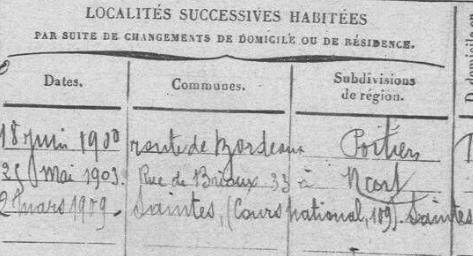 LOCALITÉS SUCCESSIVES HABITÉES
PAR SUITE DE CHANGEMENTS DE DOMICILE OU DE RÉSIDENCE.
Dates. Communes. Subdivisions
de région.
18 juin 1900 route de Bordeaux Poitiers
25 Mai 1903. Rue de 33 à Niort
2 mars 1909. Saintes, (Cours national, 109). Saintes